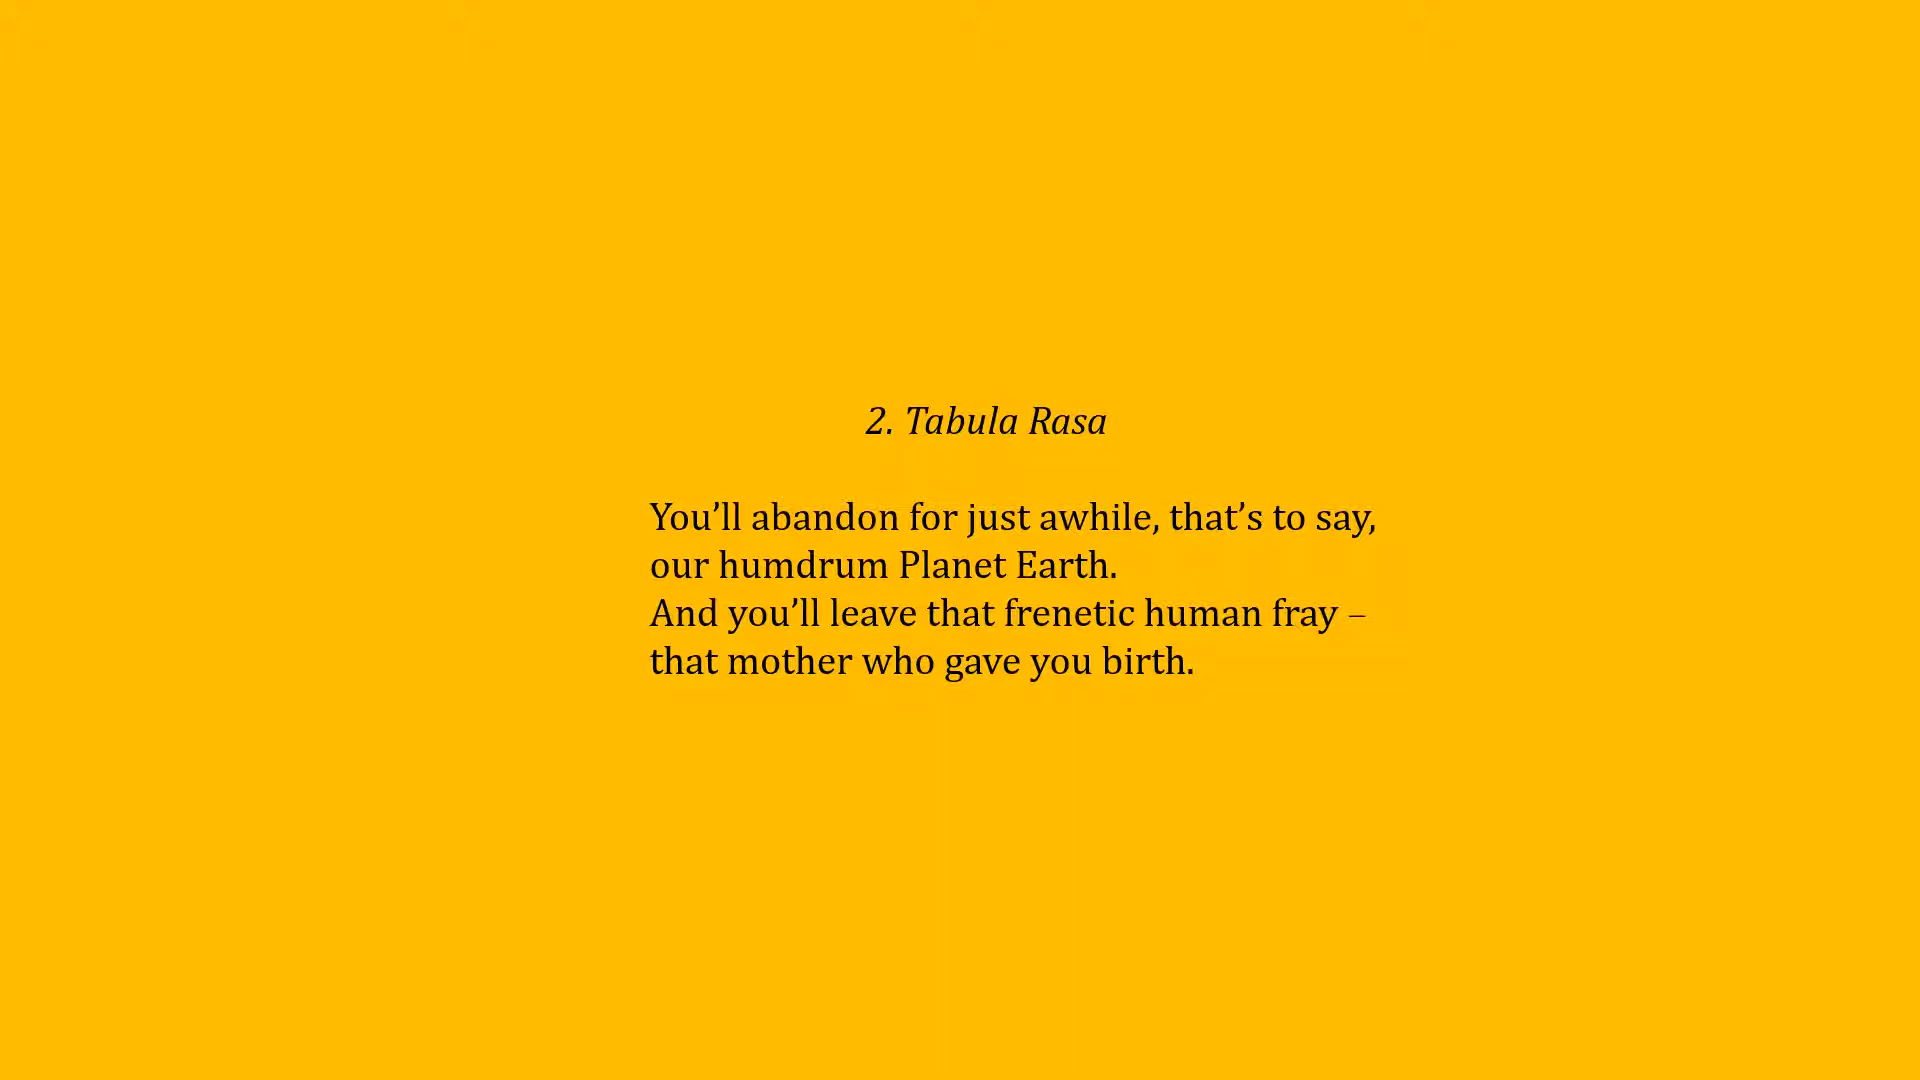 2. Tabula Rasa
You’ll abandon for just awhile, that’s to say,
our humdrum Planet Earth.
And you’ll leave that frenetic human fray –
that mother who gave you birth.